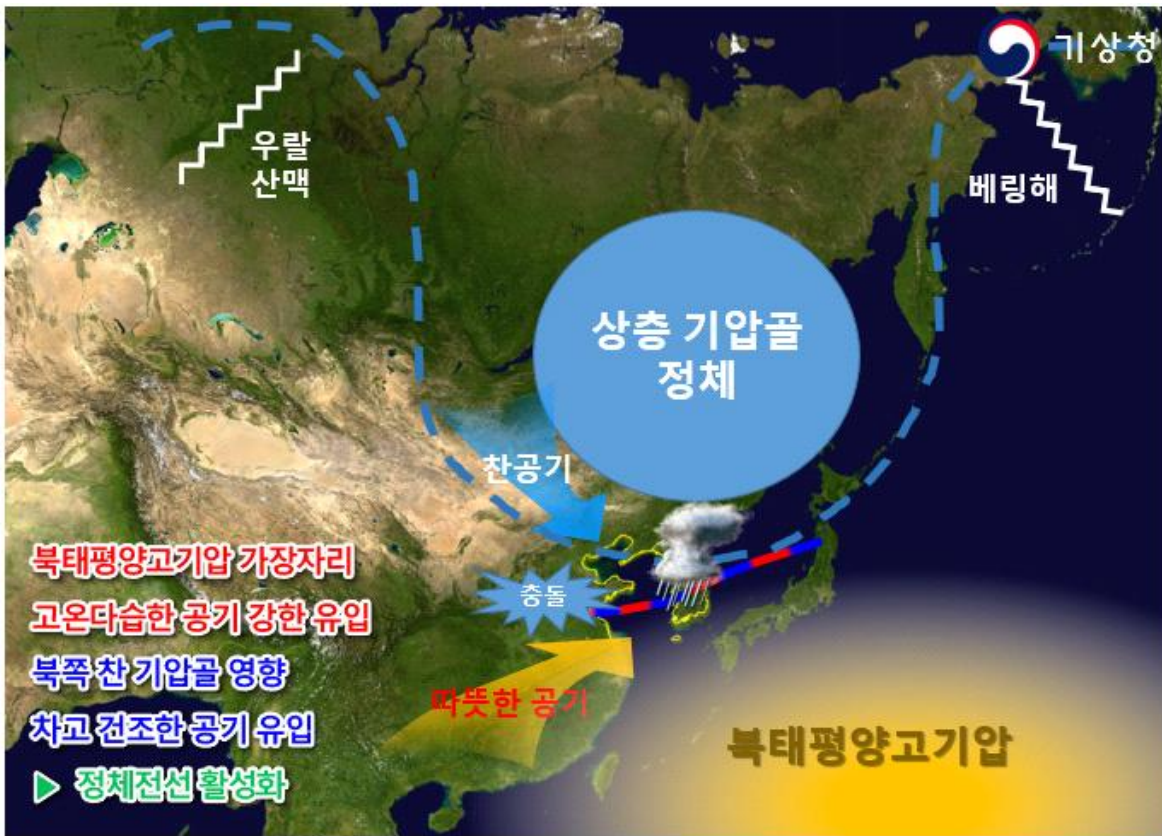 기상청
우랄
산맥
베링해
상층 기압골
정체
찬공기
충돌
따뜻한 공기
북태평양고기압
북태평양고기압 가장자리
고온다습한 공기 강한 유입
북쪽 찬 기압골 영향
차고 건조한 공기 유입
▶ 정체전선 활성화